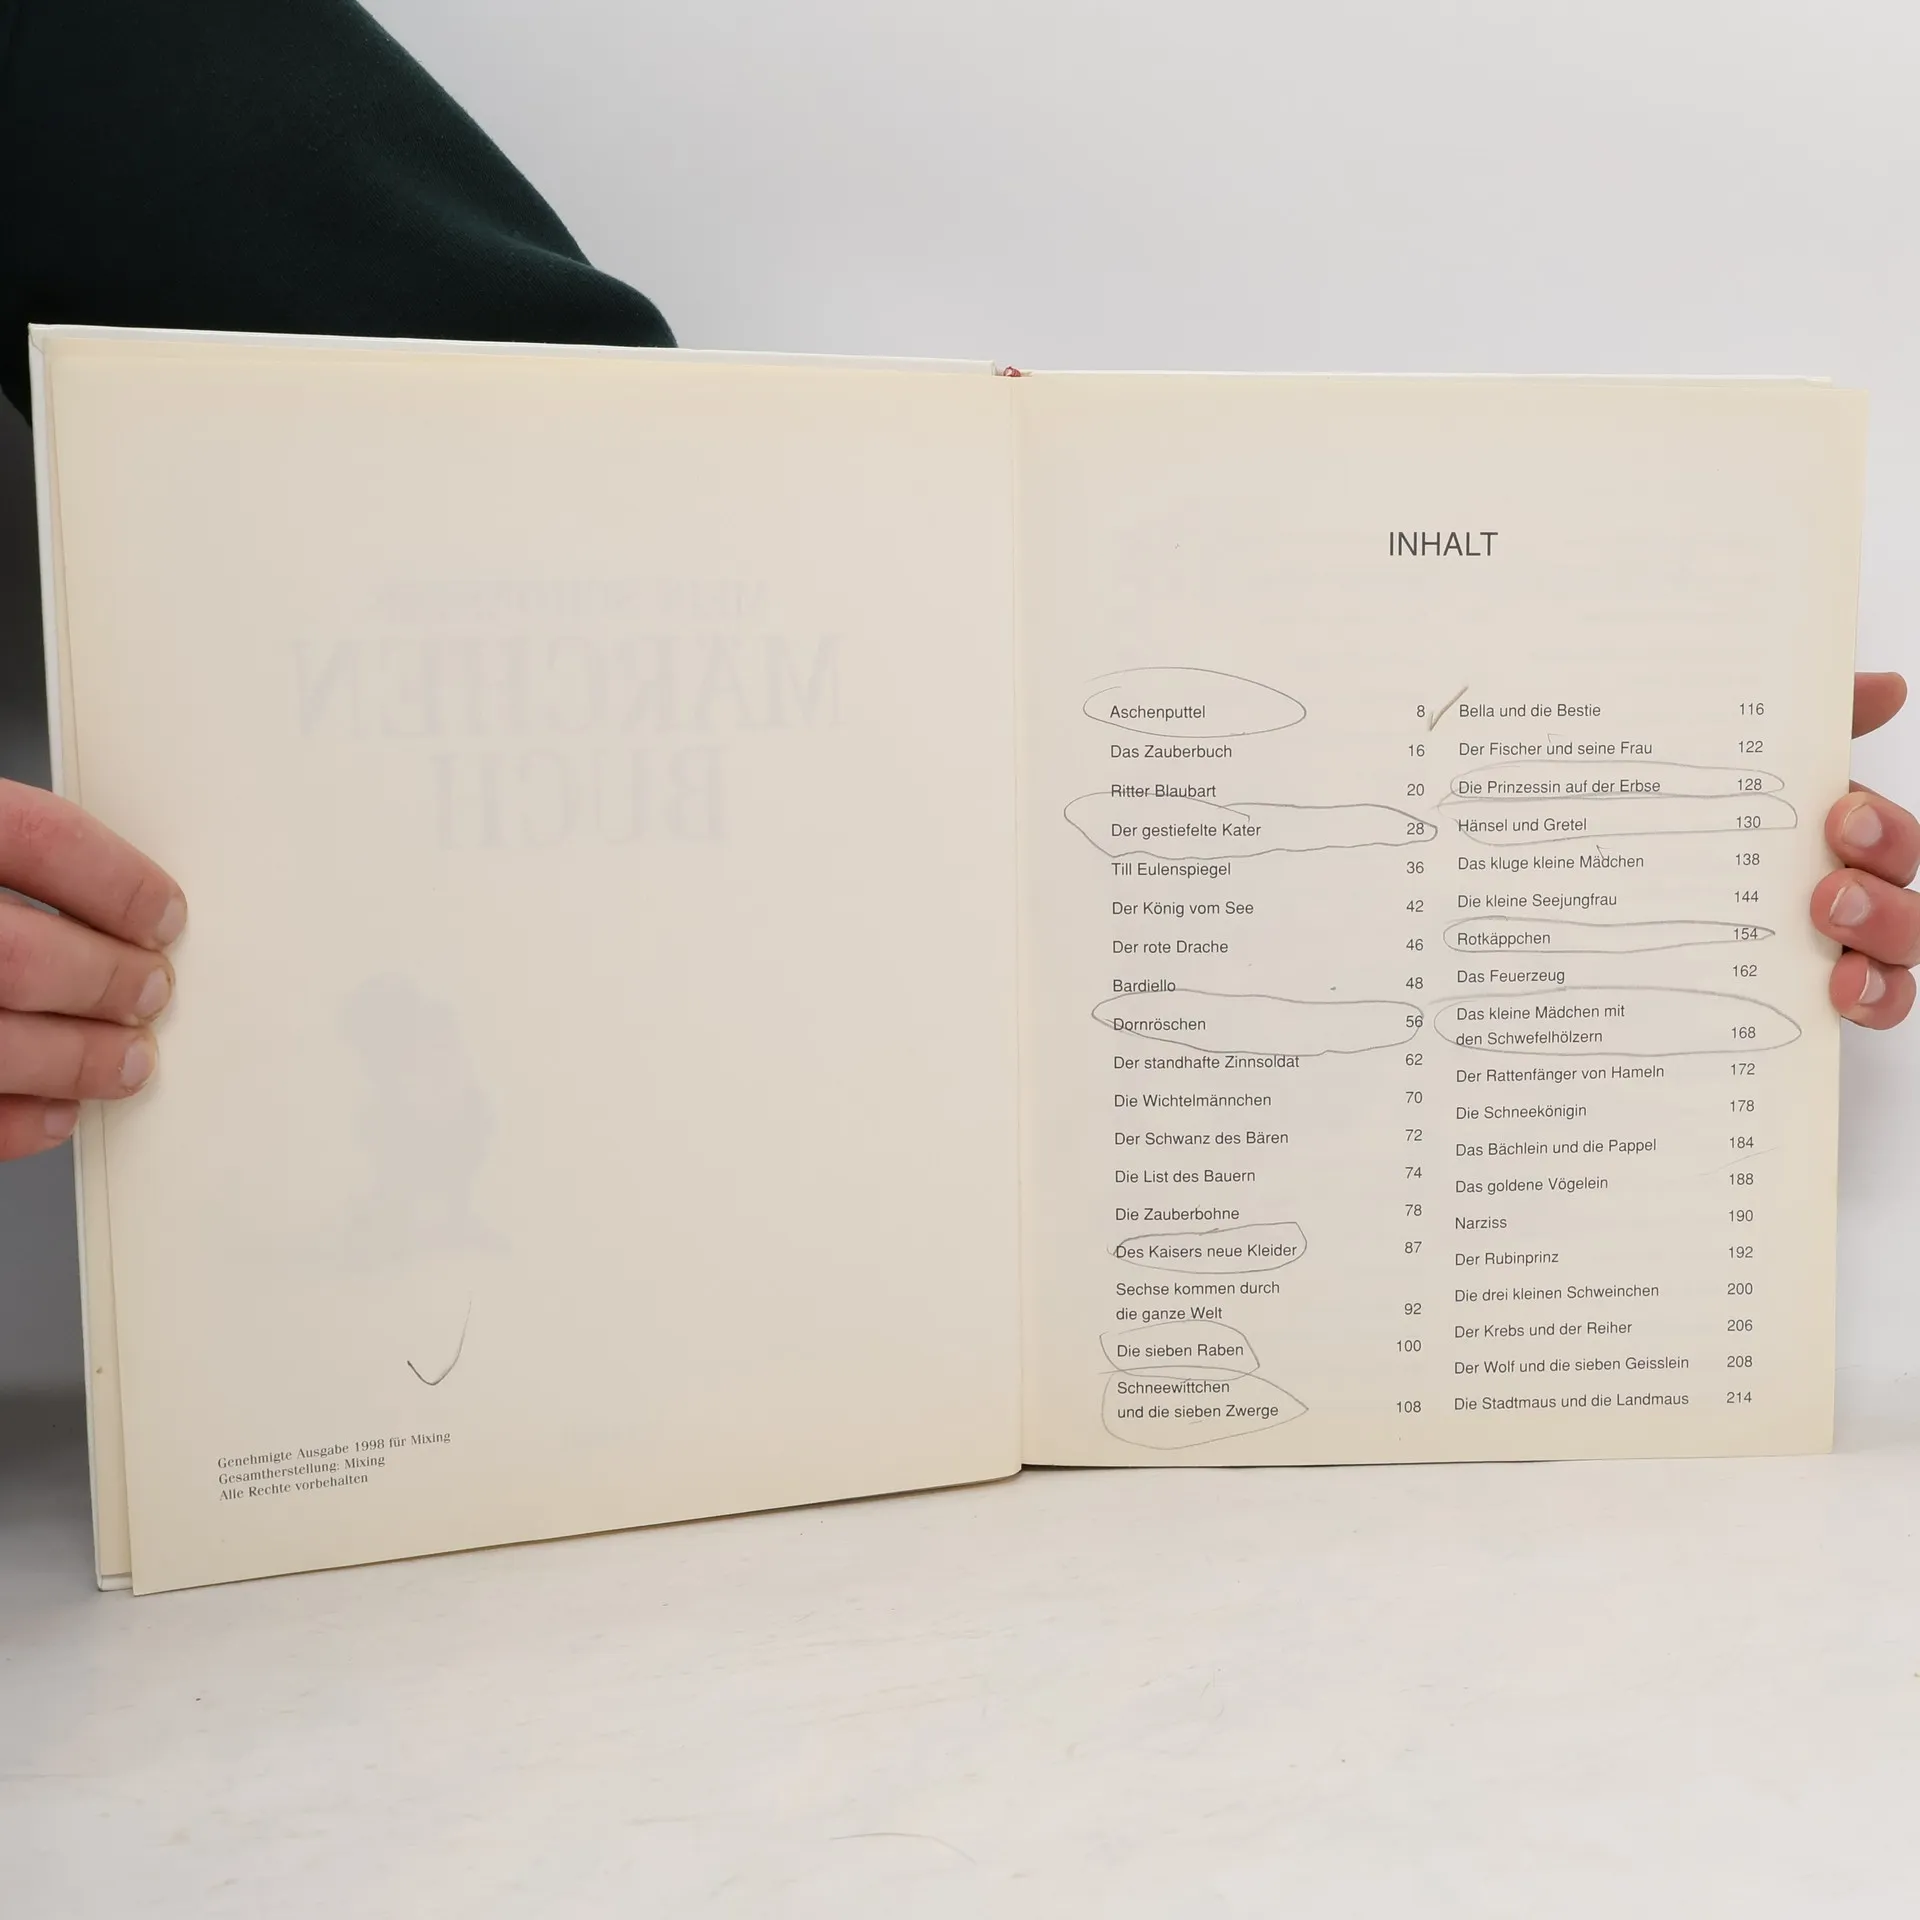 MÄRCHEN
BUCH
Genehmigte Ausgabe 1998 für Mixing
Gesamtherstellung: Mixing
Alle Rechte vorbehalten
INHALT
Aschenputtel 8
Das Zauberbuch 16
Ritter Blaubart 20
Der gestiefelte Kater 28
Till Eulenspiegel 36
Der König vom See 42
Der rote Drache 46
Bardiello 48
Dornröschen 56
Der standhafte Zinnsoldat 62
Die Wichtelmännchen 70
Der Schwanz des Bären 72
Die List des Bauern 74
Die Zauberbohne 78
Des Kaisers neue Kleider 87
Sechse kommen durch
die ganze Welt 92
Die sieben Raben 100
Schneewittchen
und die sieben Zwerge 108
Bella und die Bestie 116
Der Fischer und seine Frau 122
Die Prinzessin auf der Erbse 128
Hänsel und Gretel 130
Das kluge kleine Mädchen 138
Die kleine Seejungfrau 144
Rotkäppchen 154
Das Feuerzeug 162
Das kleine Mädchen mit
den Schwefelhölzern 168
Der Rattenfänger von Hameln 172
Die Schneekönigin 178
Das Bächlein und die Pappel 184
Das goldene Vögelein 188
Narziss 190
Der Rubinprinz 192
Die drei kleinen Schweinchen 200
Der Krebs und der Reiher 206
Der Wolf und die sieben Geisslein 208
Die Stadtmaus und die Landmaus 214